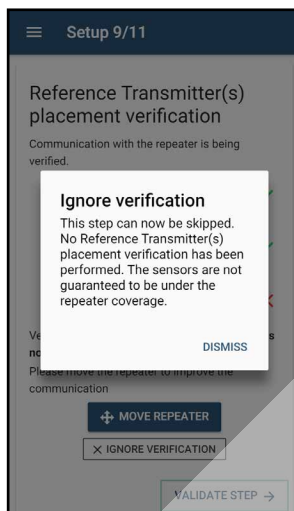 Setup 9/11
Reference Transmitter(s)
placement verification
Communication with the repeater is being
verified.
Ignore verification
This step can now be skipped.
No Reference Transmitter(s)
placement verification has been
performed. The sensors are not
guaranteed to be under the
repeater coverage.
DISMISS
Please move the repeater to improve the
communication
MOVE REPEATER
IGNORE VERIFICATION
VALIDATE STEP